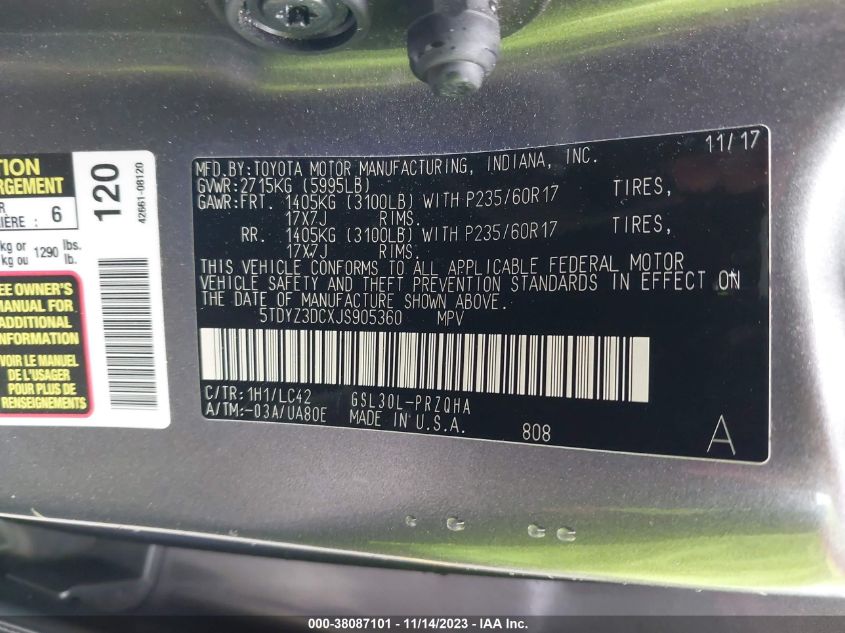 TION
RGEMENT
R
IÈRE : 6
kg or 1290 lbs.
kg ou lb.
EE OWNER'S
MANUAL FOR
ADDITIONAL
INFORMATION
OIR LE MANUEL
DE L'USAGER
POUR PLUS DE
RENSEIGNEMENTS
120
42661-08120
11/17
MFD.BY:TOYOTA MOTOR MANUFACTURING, INDIANA, INC.
GVWR:2715KG (5995LB)
GAWR:FRT. 1405KG (3100LB) WITH P235/60R17 TIRES,
17X7J RIMS.
RR. 1405KG (3100LB) WITH P235/60R17 TIRES,
17X7J RIMS.
THIS VEHICLE CONFORMS TO ALL APPLICABLE FEDERAL MOTOR
VEHICLE SAFETY AND THEFT PREVENTION STANDARDS IN EFFECT ON
THE DATE OF MANUFACTURE SHOWN ABOVE.
5TDYZ3DCXJS905360 MPV
C/TR:1H1/LC42 GSL30L-PRZQHA
A/TM:-03A/UA80E MADE IN U.S.A.
808
A
000-38087101 - 11/14/2023 - IAA Inc.